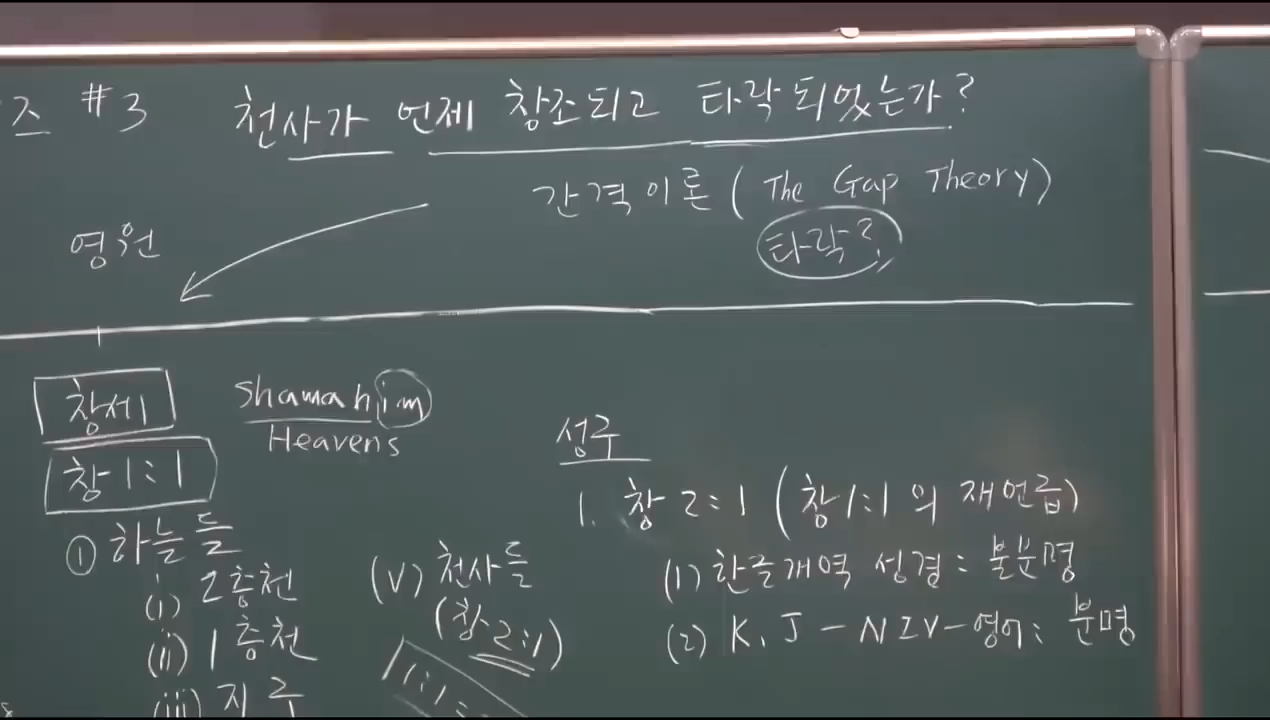 즈 #3 천사가 언제 창조되고 타락되었는가?
간격이론 (The Gap Theory)
타락?
영원
창세
창 1:1
Shamahim
Heavens
① 하늘들
(i) 2층천
(ii) 1층천
(iii) 지구
(V) 천사들
(창 2:1)
1:1
성구
1. 창 2:1 (창 1:1의 재언급)
(1) 한글개역 성경: 불분명
(2) K.J - NIV - 영어: 분명